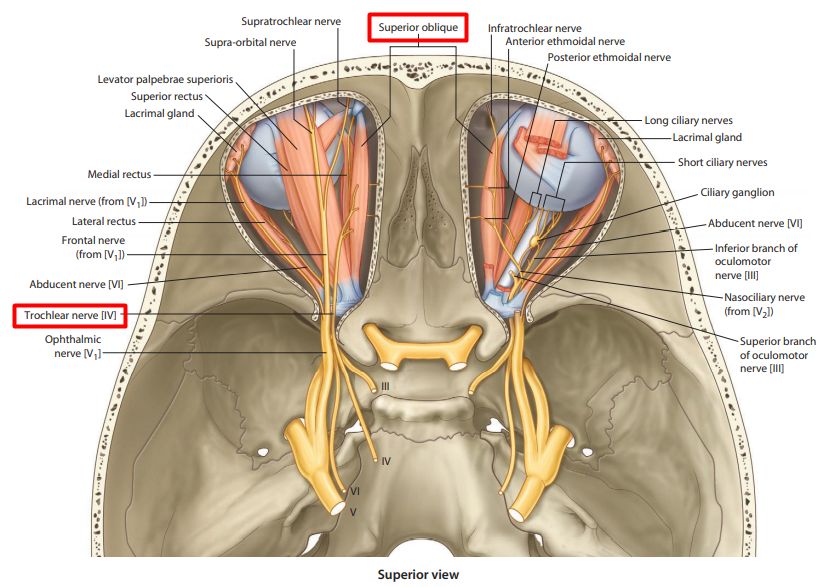 Supratrochlear nerve
Supra-orbital nerve
Levator palpebrae superioris
Superior rectus
Lacrimal gland
Medial rectus
Lacrimal nerve (from [V₁])
Lateral rectus
Frontal nerve
(from [V₁])
Abducent nerve [VI]
Trochlear nerve [IV]
Ophthalmic
nerve [V₁]
Superior oblique
Infratrochlear nerve
Anterior ethmoidal nerve
Posterior ethmoidal nerve
Long ciliary nerves
Lacrimal gland
Short ciliary nerves
Ciliary ganglion
Abducent nerve [VI]
Inferior branch of
oculomotor
nerve [III]
Nasociliary nerve
(from [V₂])
Superior branch
of oculomotor
nerve [III]
III
IV
VI
V
Superior view